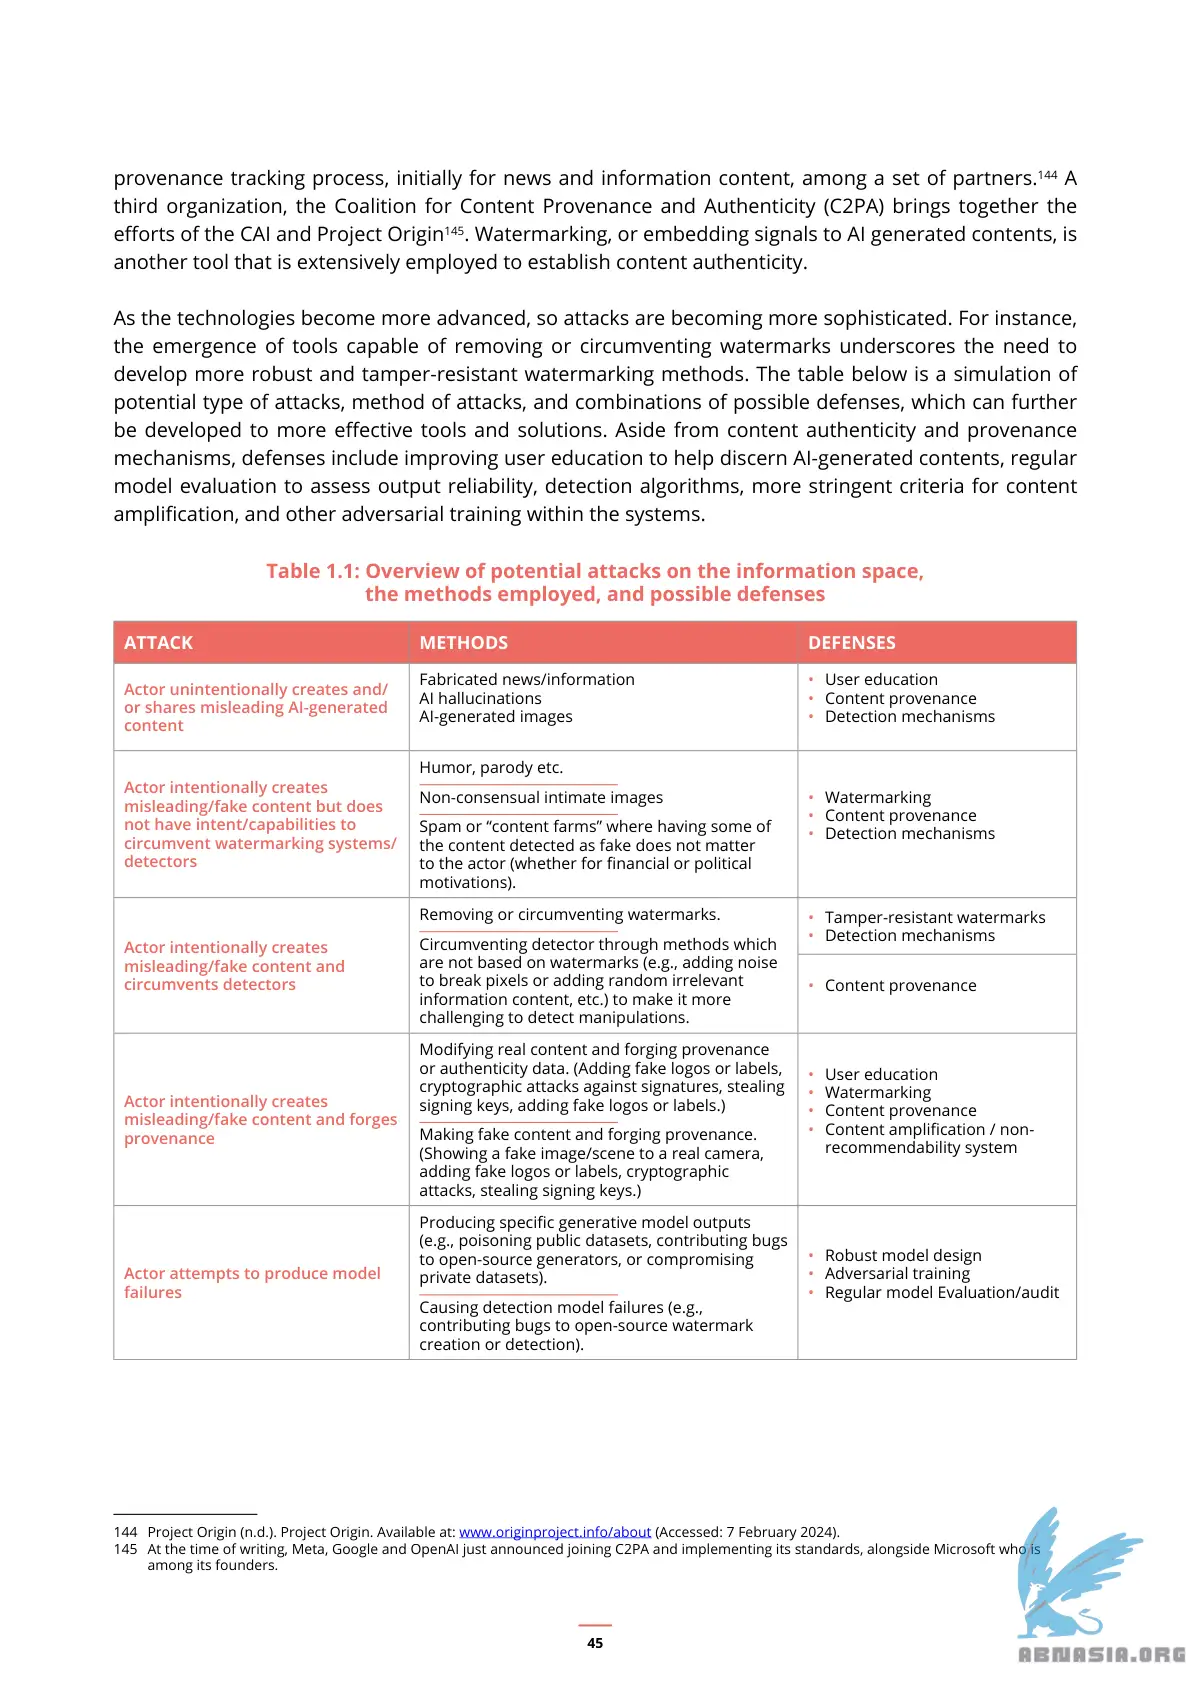 provenance tracking process, initially for news and information content, among a set of partners.144 A
third organization, the Coalition for Content Provenance and Authenticity (C2PA) brings together the
efforts of the CAI and Project Origin145. Watermarking, or embedding signals to AI generated contents, is
another tool that is extensively employed to establish content authenticity.
As the technologies become more advanced, so attacks are becoming more sophisticated. For instance,
the emergence of tools capable of removing or circumventing watermarks underscores the need to
develop more robust and tamper-resistant watermarking methods. The table below is a simulation of
potential type of attacks, method of attacks, and combinations of possible defenses, which can further
be developed to more effective tools and solutions. Aside from content authenticity and provenance
mechanisms, defenses include improving user education to help discern AI-generated contents, regular
model evaluation to assess output reliability, detection algorithms, more stringent criteria for content
amplification, and other adversarial training within the systems.
Table 1.1: Overview of potential attacks on the information space,
the methods employed, and possible defenses
ATTACK
METHODS
DEFENSES
Actor unintentionally creates and/
or shares misleading AI-generated
content
Fabricated news/information
AI hallucinations
AI-generated images
• User education
• Content provenance
• Detection mechanisms
Actor intentionally creates
misleading/fake content but does
not have intent/capabilities to
circumvent watermarking systems/
detectors
Humor, parody etc.
Non-consensual intimate images
Spam or “content farms” where having some of
the content detected as fake does not matter
to the actor (whether for financial or political
motivations).
• Watermarking
• Content provenance
• Detection mechanisms
Actor intentionally creates
misleading/fake content and
circumvents detectors
Removing or circumventing watermarks.
Circumventing detector through methods which
are not based on watermarks (e.g., adding noise
to break pixels or adding random irrelevant
information content, etc.) to make it more
challenging to detect manipulations.
• Tamper-resistant watermarks
• Detection mechanisms
• Content provenance
Actor intentionally creates
misleading/fake content and forges
provenance
Modifying real content and forging provenance
or authenticity data. (Adding fake logos or labels,
cryptographic attacks against signatures, stealing
signing keys, adding fake logos or labels.)
Making fake content and forging provenance.
(Showing a fake image/scene to a real camera,
adding fake logos or labels, cryptographic
attacks, stealing signing keys.)
• User education
• Watermarking
• Content provenance
• Content amplification / non-
recommendability system
Actor attempts to produce model
failures
Producing specific generative model outputs
(e.g., poisoning public datasets, contributing bugs
to open-source generators, or compromising
private datasets).
Causing detection model failures (e.g.,
contributing bugs to open-source watermark
creation or detection).
• Robust model design
• Adversarial training
• Regular model Evaluation/audit
144 Project Origin (n.d.). Project Origin. Available at: www.originproject.info/about (Accessed: 7 February 2024).
145 At the time of writing, Meta, Google and OpenAI just announced joining C2PA and implementing its standards, alongside Microsoft who is
among its founders.
45
ABNASIA.ORG